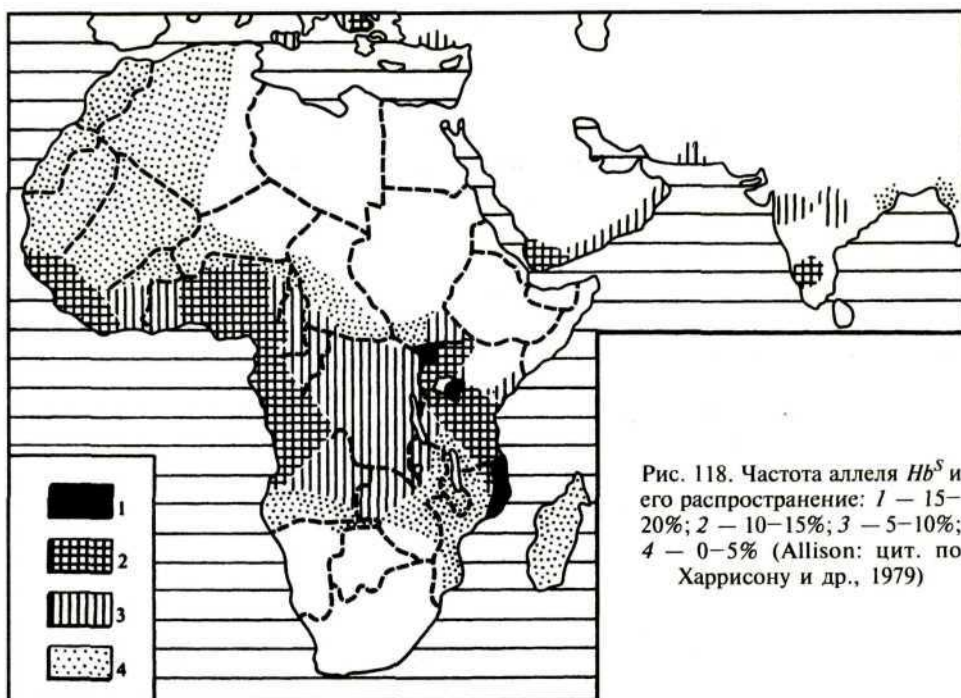 1
2
3
4
Рис. 118. Частота аллеля Hb^S и
его распространение: 1 — 15–
20%; 2 — 10–15%; 3 — 5–10%;
4 — 0–5% (Allison: цит. по
Харрисону и др., 1979)